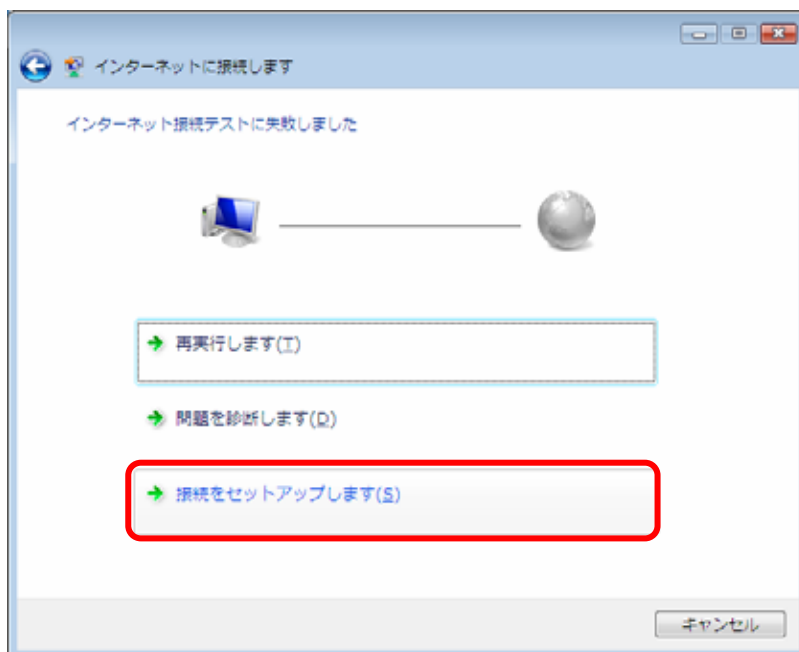 インターネットに接続します
インターネット接続テストに失敗しました
再実行します(T)
問題を診断します(D)
接続をセットアップします(S)
キャンセル